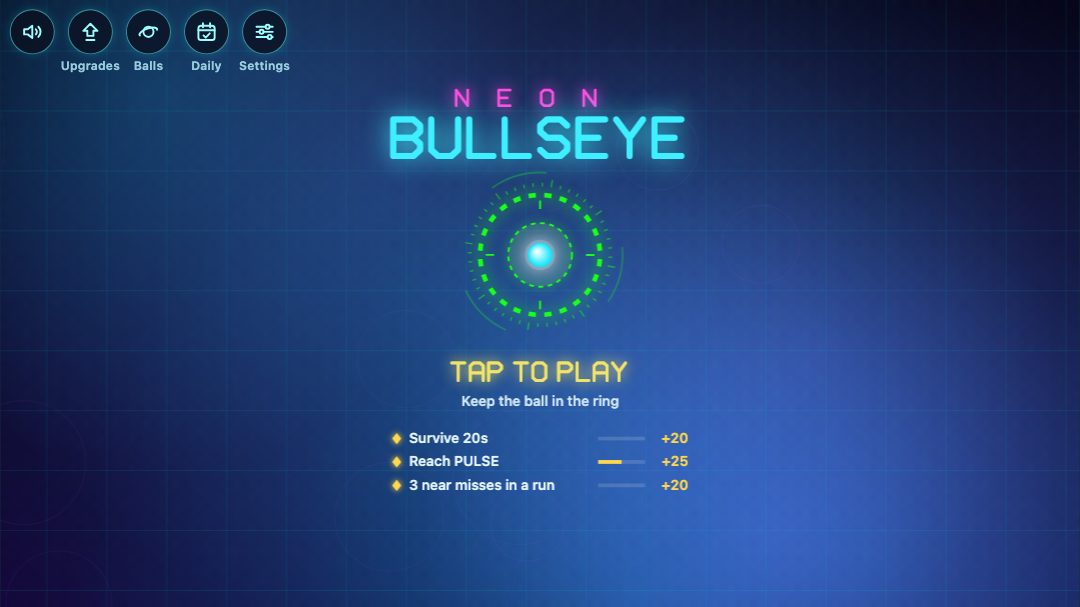 Upgrades Balls Daily Settings
NEON
BULLSEYE
TAP TO PLAY
Keep the ball in the ring
Survive 20s +20
Reach PULSE +25
3 near misses in a run +20